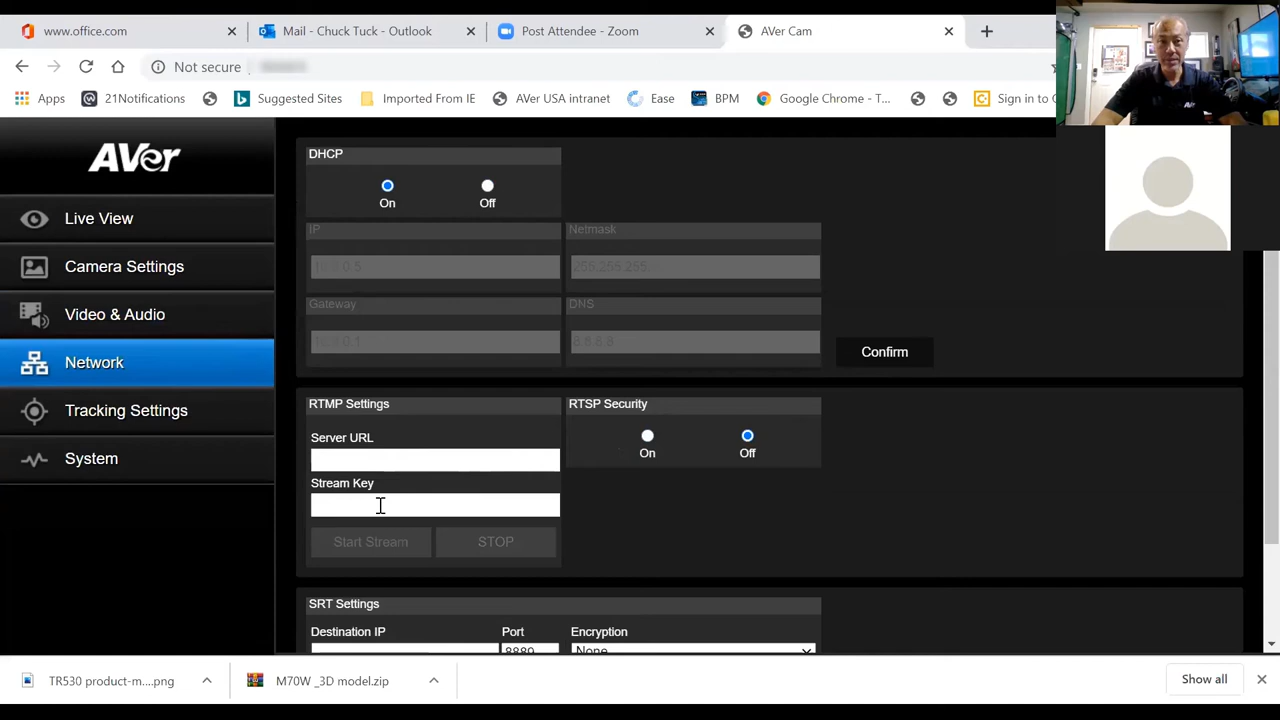 www.office.com
Mail - Chuck
- Outlook
Post Attendee - Zoom
AVer Cam
Not secure
Apps
21Notifications
Suggested Sites
Imported From IE
AVer USA intranet
Ease
BPM
Google Chrome - T...
Sign in to
AVer
Live View
Camera Settings
Video & Audio
Network
Tracking Settings
System
DHCP
On
Off
IP
Netmask
Gateway
DNS
Confirm
RTMP Settings
Server URL
Stream Key
Start Stream
STOP
RTSP Security
On
Off
SRT Settings
Destination IP
Port
Encryption
8889
None
TR530 product-m....png
M70W _3D model.zip
Show all